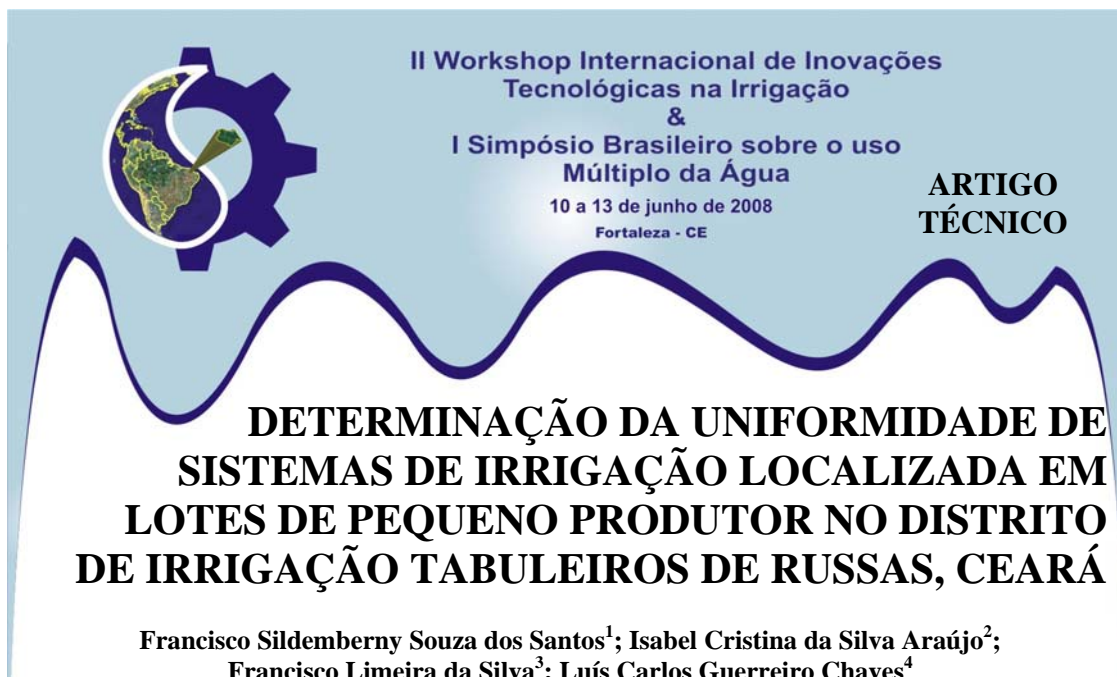 II Workshop Internacional de Inovações
Tecnológicas na Irrigação
&
I Simpósio Brasileiro sobre o uso
Múltiplo da Água
10 a 13 de junho de 2008
Fortaleza - CE
ARTIGO
TÉCNICO
DETERMINAÇÃO DA UNIFORMIDADE DE
SISTEMAS DE IRRIGAÇÃO LOCALIZADA EM
LOTES DE PEQUENO PRODUTOR NO DISTRITO
DE IRRIGAÇÃO TABULEIROS DE RUSSAS, CEARÁ
Francisco Sildemberny Souza dos Santos1; Isabel Cristina da Silva Araújo2;
Francisco Limeira da Silva3; Luís Carlos Guerreiro Chaves4